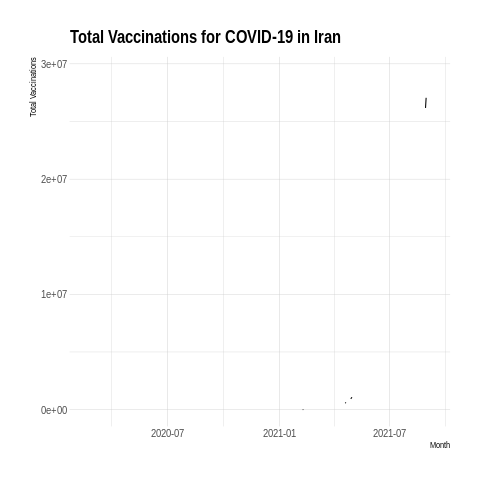 Total Vaccinations for COVID-19 in Iran
Total Vaccinations
3e+07
2e+07
1e+07
0e+00
2020-07 2021-01 2021-07
Month